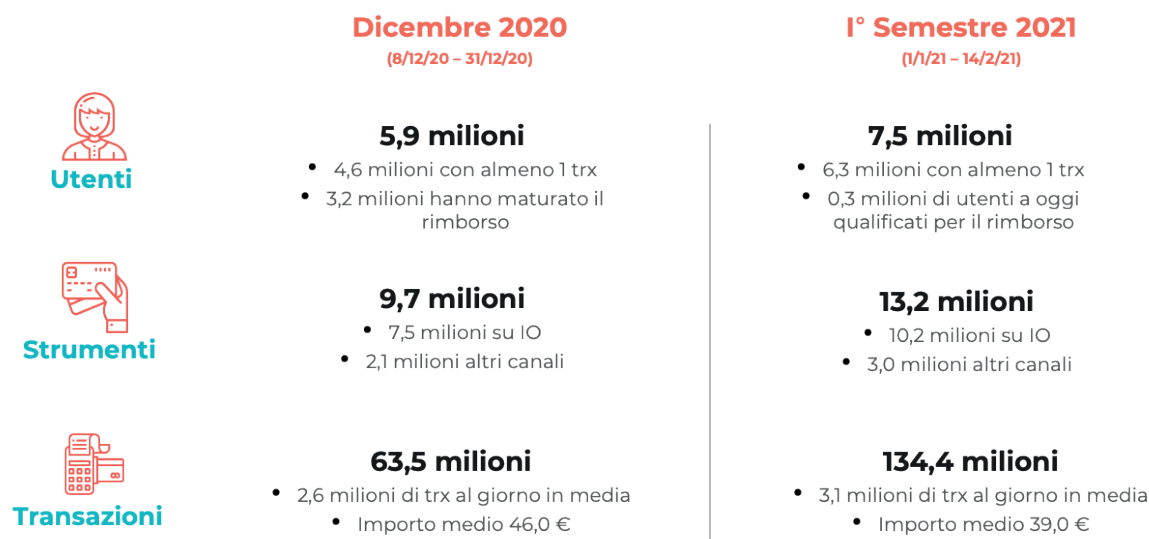 Dicembre 2020
(8/12/20 – 31/12/20)
I° Semestre 2021
(1/1/21 – 14/2/21)
Utenti
5,9 milioni
• 4,6 milioni con almeno 1 trx
• 3,2 milioni hanno maturato il
rimborso
7,5 milioni
• 6,3 milioni con almeno 1 trx
• 0,3 milioni di utenti a oggi
qualificati per il rimborso
Strumenti
9,7 milioni
• 7,5 milioni su IO
• 2,1 milioni altri canali
13,2 milioni
• 10,2 milioni su IO
• 3,0 milioni altri canali
Transazioni
63,5 milioni
• 2,6 milioni di trx al giorno in media
• Importo medio 46,0 €
134,4 milioni
• 3,1 milioni di trx al giorno in media
• Importo medio 39,0 €